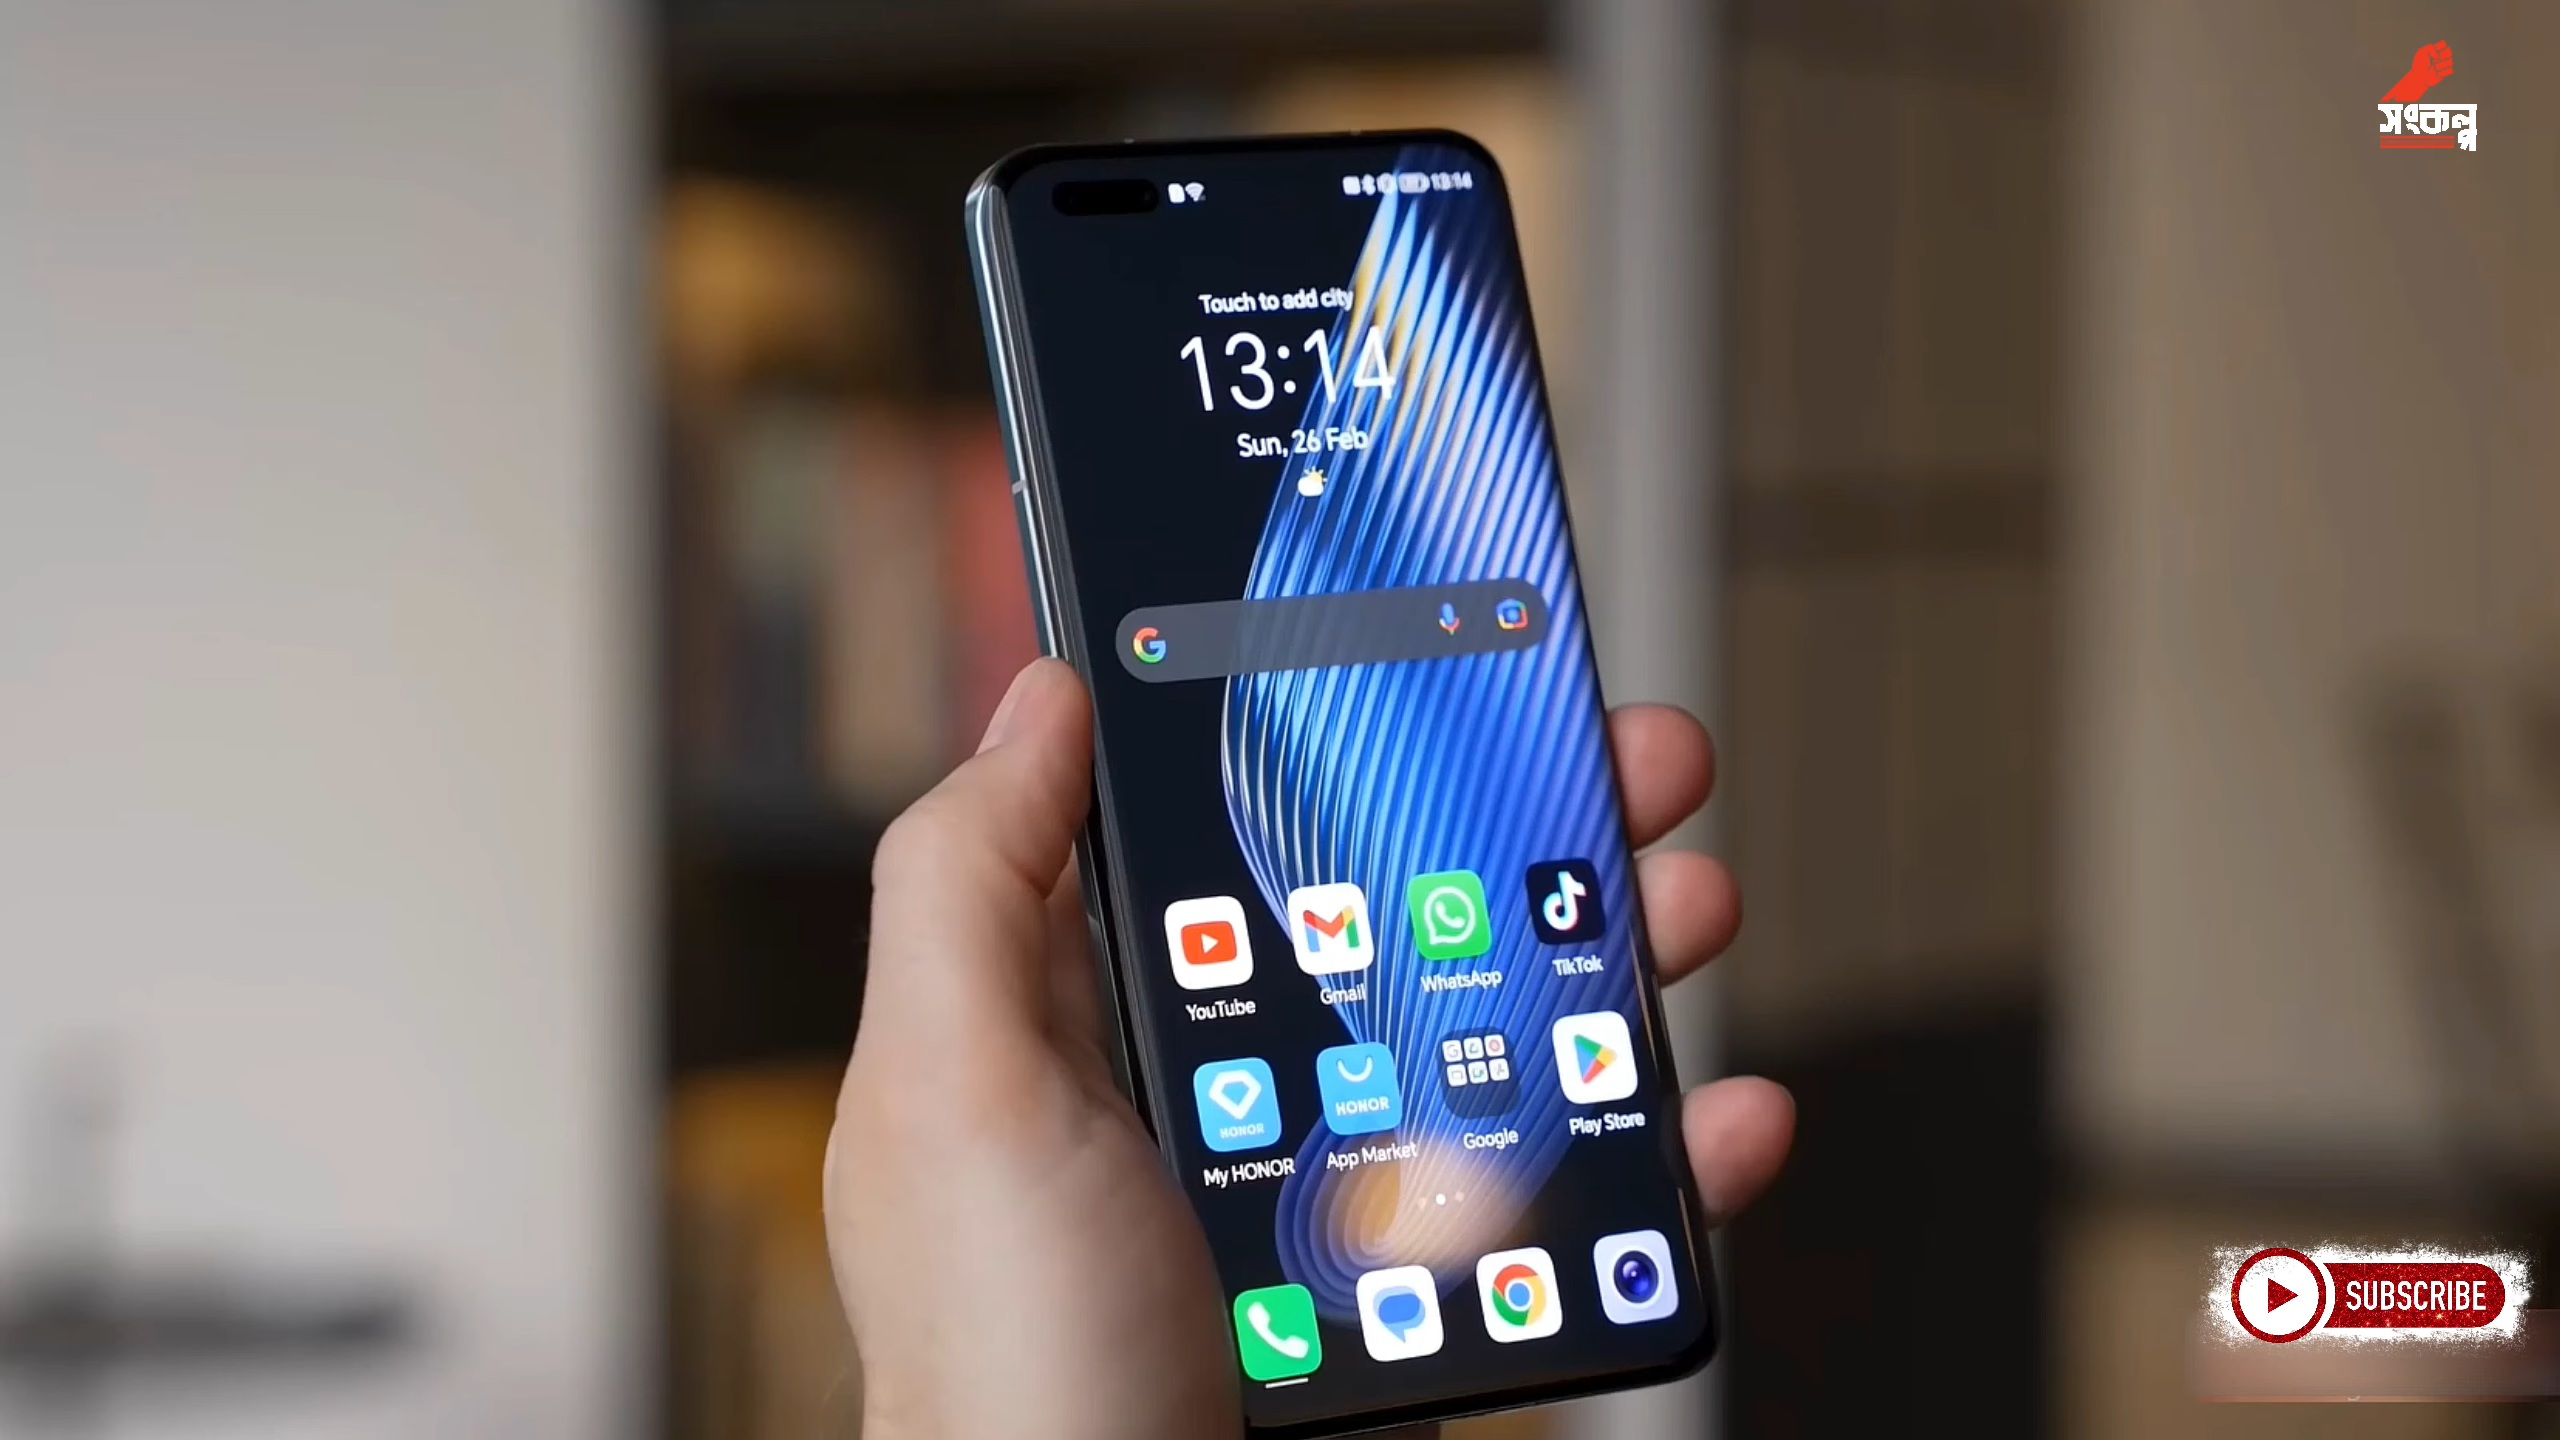 সংকল্প
13:14
Touch to add city
13:14
Sun, 26 Feb
YouTube
Gmail
WhatsApp
TikTok
HONOR
HONOR
My HONOR
App Market
Google
Play Store
SUBSCRIBE